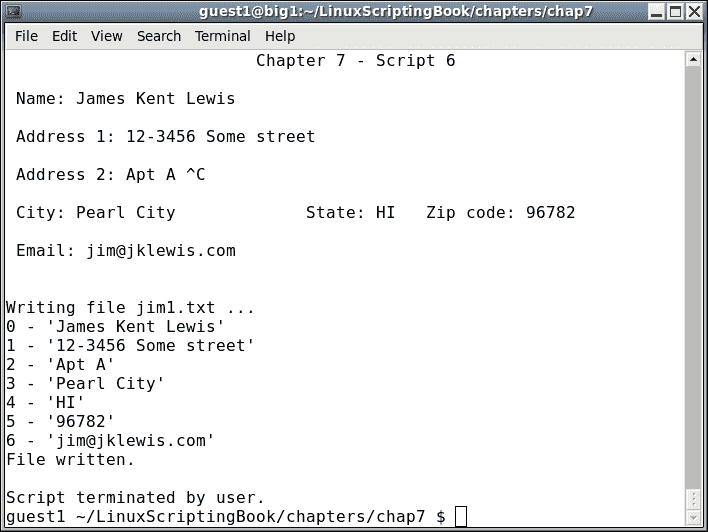 guest1@big1:~/LinuxScriptingBook/chapters/chap7
File Edit View Search Terminal Help
Chapter 7 - Script 6
Name: James Kent Lewis
Address 1: 12-3456 Some street
Address 2: Apt A ^C
City: Pearl City State: HI Zip code: 96782
Email: jim@jklewis.com
Writing file jim1.txt ...
0 - 'James Kent Lewis'
1 - '12-3456 Some street'
2 - 'Apt A'
3 - 'Pearl City'
4 - 'HI'
5 - '96782'
6 - 'jim@jklewis.com'
File written.
Script terminated by user.
guest1 ~/LinuxScriptingBook/chapters/chap7 $